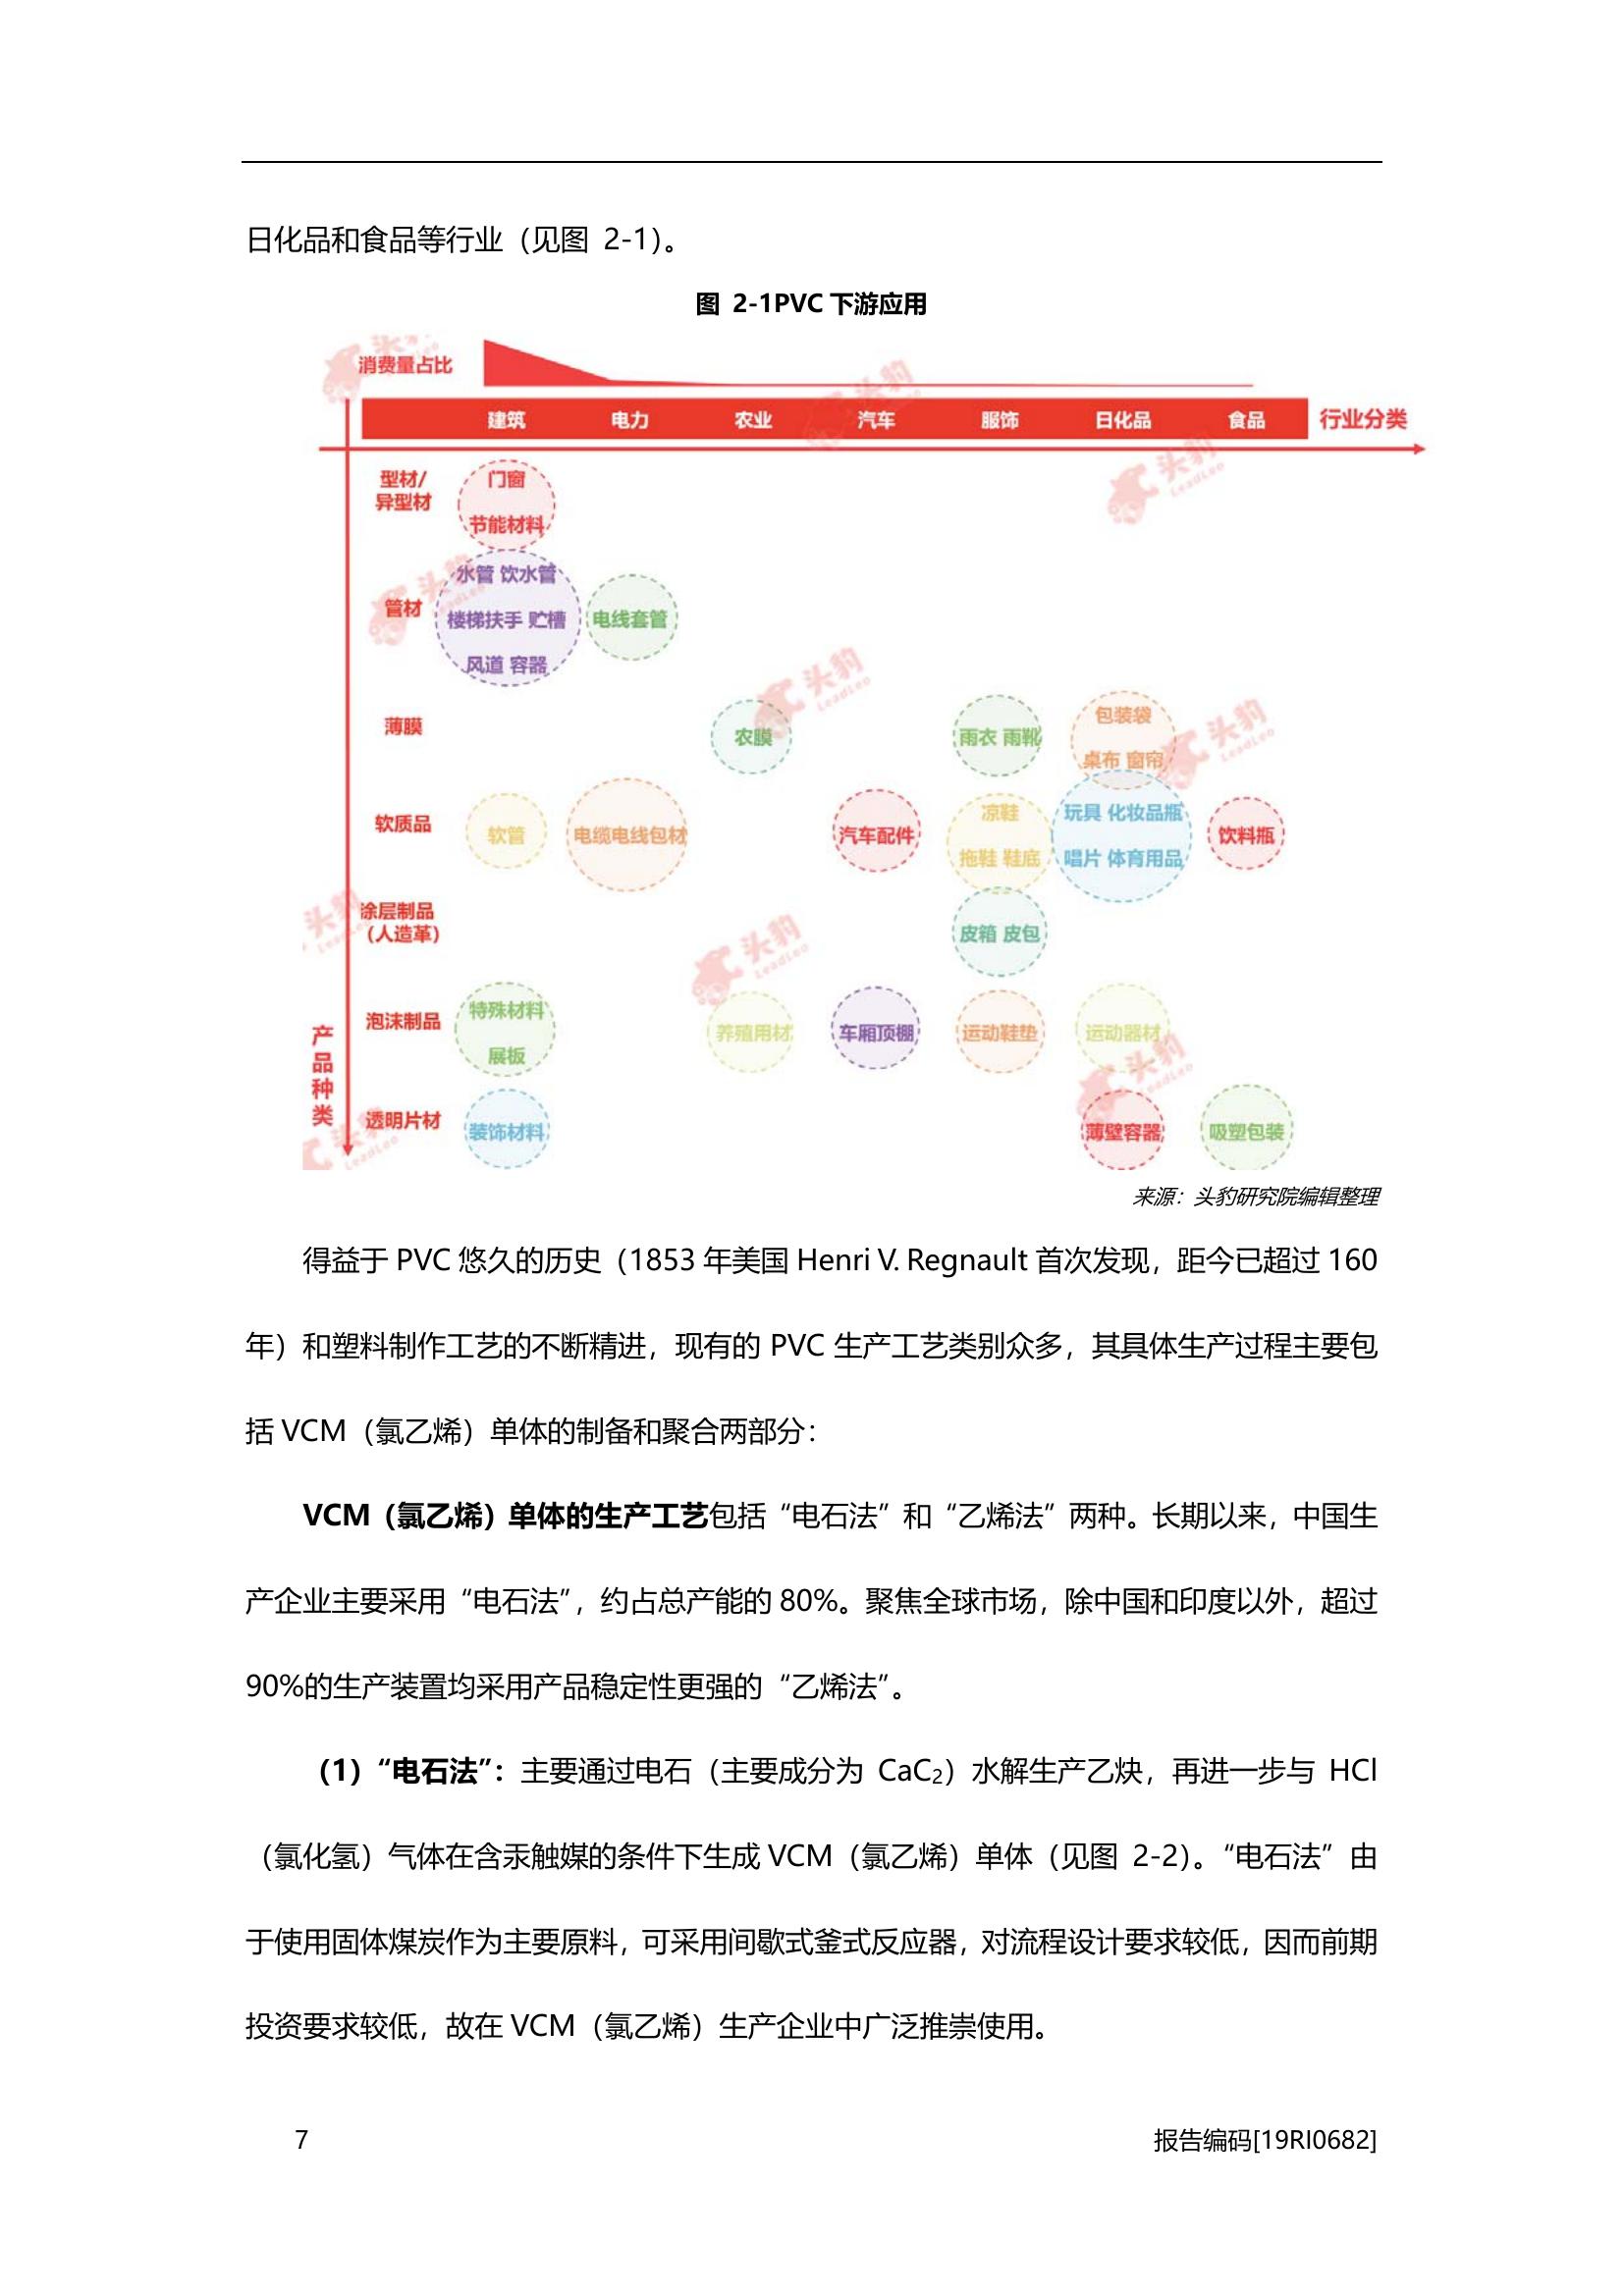 日化品和食品等行业（见图 2-1）。
图 2-1PVC 下游应用
消费量占比
建筑 电力 农业 汽车 服饰 日化品 食品 行业分类
型材/
异型材
门窗
节能材料
管材
水管 饮水管
楼梯扶手 贮槽
风道 容器
电线套管
薄膜
农膜
雨衣 雨靴
包装袋
桌布 窗帘
软质品
软管
电缆电线包材
汽车配件
凉鞋
拖鞋 鞋底
玩具 化妆品瓶
唱片 体育用品
饮料瓶
涂层制品
（人造革）
皮箱 皮包
泡沫制品
特殊材料
展板
养殖用材
车厢顶棚
运动鞋垫
运动器材
透明片材
装饰材料
薄壁容器
吸塑包装
产品种类
头豹
LeadLeo
头豹
LeadLeo
头豹
LeadLeo
头豹
LeadLeo
头豹
LeadLeo
头豹
LeadLeo
头豹
LeadLeo
头豹
LeadLeo
来源：头豹研究院编辑整理
得益于 PVC 悠久的历史（1853 年美国 Henri V. Regnault 首次发现，距今已超过 160
年）和塑料制作工艺的不断精进，现有的 PVC 生产工艺类别众多，其具体生产过程主要包
括 VCM（氯乙烯）单体的制备和聚合两部分：
VCM（氯乙烯）单体的生产工艺包括“电石法”和“乙烯法”两种。长期以来，中国生
产企业主要采用“电石法”，约占总产能的 80%。聚焦全球市场，除中国和印度以外，超过
90%的生产装置均采用产品稳定性更强的“乙烯法”。
（1）“电石法”：主要通过电石（主要成分为 CaC₂）水解生产乙炔，再进一步与 HCl
（氯化氢）气体在含汞触媒的条件下生成 VCM（氯乙烯）单体（见图 2-2）。“电石法”由
于使用固体煤炭作为主要原料，可采用间歇式釜式反应器，对流程设计要求较低，因而前期
投资要求较低，故在 VCM（氯乙烯）生产企业中广泛推崇使用。
7 报告编码[19RI0682]